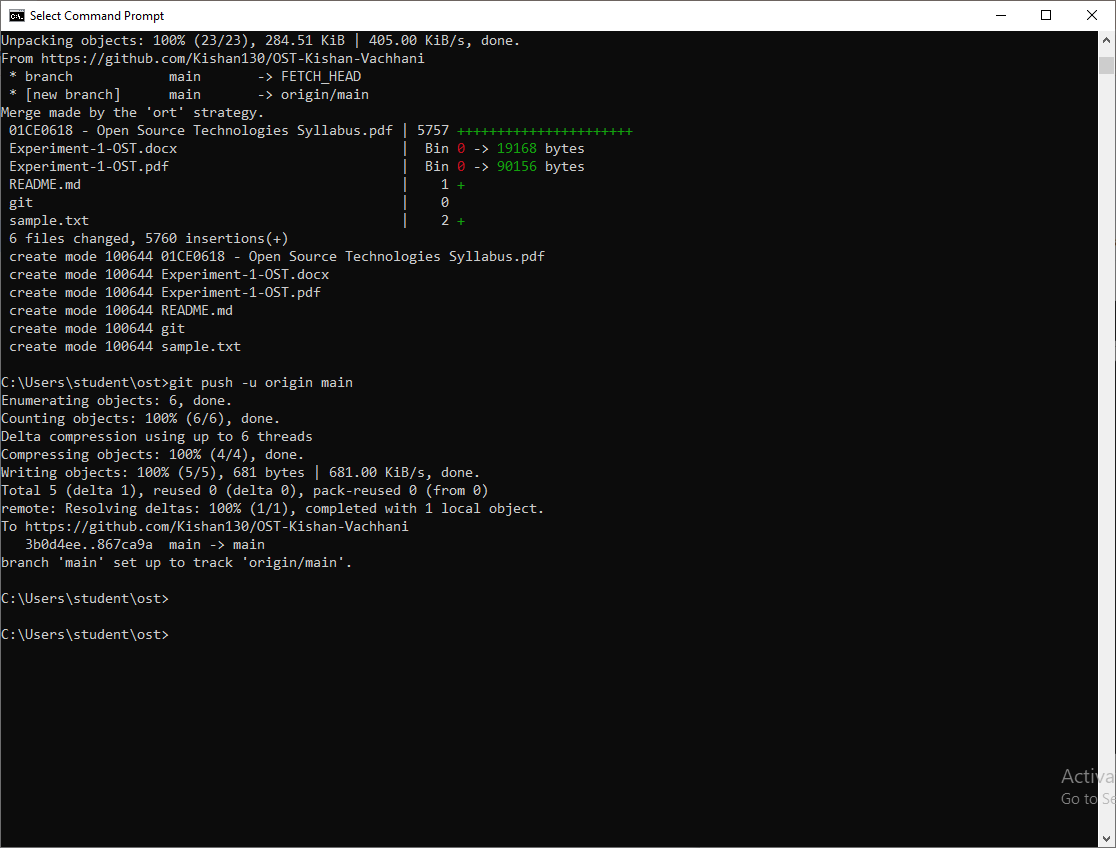 Select Command Prompt
Unpacking objects: 100% (23/23), 284.51 KiB | 405.00 KiB/s, done.
From https://github.com/Kishan130/OST-Kishan-Vachhani
 * branch            main       -> FETCH_HEAD
 * [new branch]      main       -> origin/main
Merge made by the 'ort' strategy.
 01CE0618 - Open Source Technologies Syllabus.pdf | 5757 ++++++++++++++++++++++
 Experiment-1-OST.docx                            |  Bin 0 -> 19168 bytes
 Experiment-1-OST.pdf                             |  Bin 0 -> 90156 bytes
 README.md                                        |    1 +
 git                                              |    0
 sample.txt                                       |    2 +
 6 files changed, 5760 insertions(+)
 create mode 100644 01CE0618 - Open Source Technologies Syllabus.pdf
 create mode 100644 Experiment-1-OST.docx
 create mode 100644 Experiment-1-OST.pdf
 create mode 100644 README.md
 create mode 100644 git
 create mode 100644 sample.txt
C:\Users\student\ost>git push -u origin main
Enumerating objects: 6, done.
Counting objects: 100% (6/6), done.
Delta compression using up to 6 threads
Compressing objects: 100% (4/4), done.
Writing objects: 100% (5/5), 681 bytes | 681.00 KiB/s, done.
Total 5 (delta 1), reused 0 (delta 0), pack-reused 0 (from 0)
remote: Resolving deltas: 100% (1/1), completed with 1 local object.
To https://github.com/Kishan130/OST-Kishan-Vachhani
   3b0d4ee..867ca9a  main -> main
branch 'main' set up to track 'origin/main'.
C:\Users\student\ost>
C:\Users\student\ost>
Activa
Go to Se